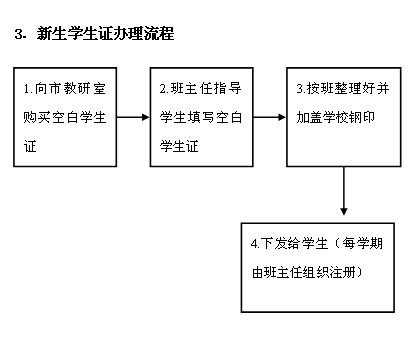 3. 新生学生证办理流程
1.向市教研室
购买空白学生
证
2.班主任指导
学生填写空白
学生证
3.按班整理好并
加盖学校钢印
4.下发给学生（每学期
由班主任组织注册）